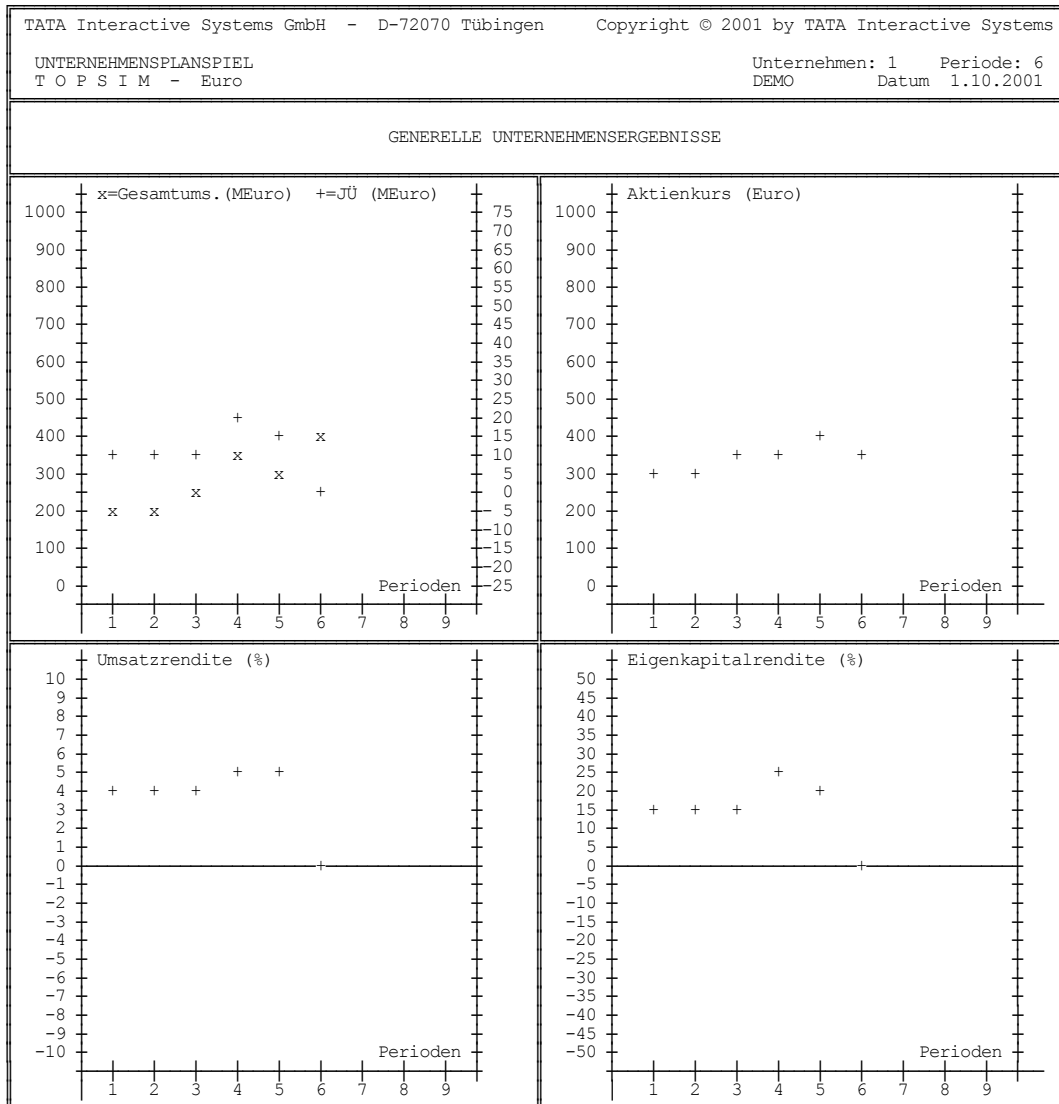 TATA Interactive Systems GmbH - D-72070 Tübingen Copyright © 2001 by TATA Interactive Systems
UNTERNEHMENSPLANSPIEL Unternehmen: 1 Periode: 6
T O P S I M - Euro DEMO Datum 1.10.2001
GENERELLE UNTERNEHMENSERGEBNISSE
x=Gesamtums.(MEuro) +=JÜ (MEuro)
1000 75
70
900 65
60
800 55
50
700 45
40
600 35
30
500 25
+ 20
400 + x 15
+ + + x 10
300 x 5
x + 0
200 x x - 5
-10
100 -15
-20
0 Perioden -25
1 2 3 4 5 6 7 8 9
Aktienkurs (Euro)
1000
900
800
700
600
500
400 +
+ + +
300 + +
200
100
0 Perioden
1 2 3 4 5 6 7 8 9
Umsatzrendite (%)
10
9
8
7
6
5 + +
4 + + +
3
2
1
0 +
-1
-2
-3
-4
-5
-6
-7
-8
-9
-10 Perioden
1 2 3 4 5 6 7 8 9
Eigenkapitalrendite (%)
50
45
40
35
30
25 +
20 +
15 + + +
10
5
0 +
-5
-10
-15
-20
-25
-30
-35
-40
-45
-50 Perioden
1 2 3 4 5 6 7 8 9